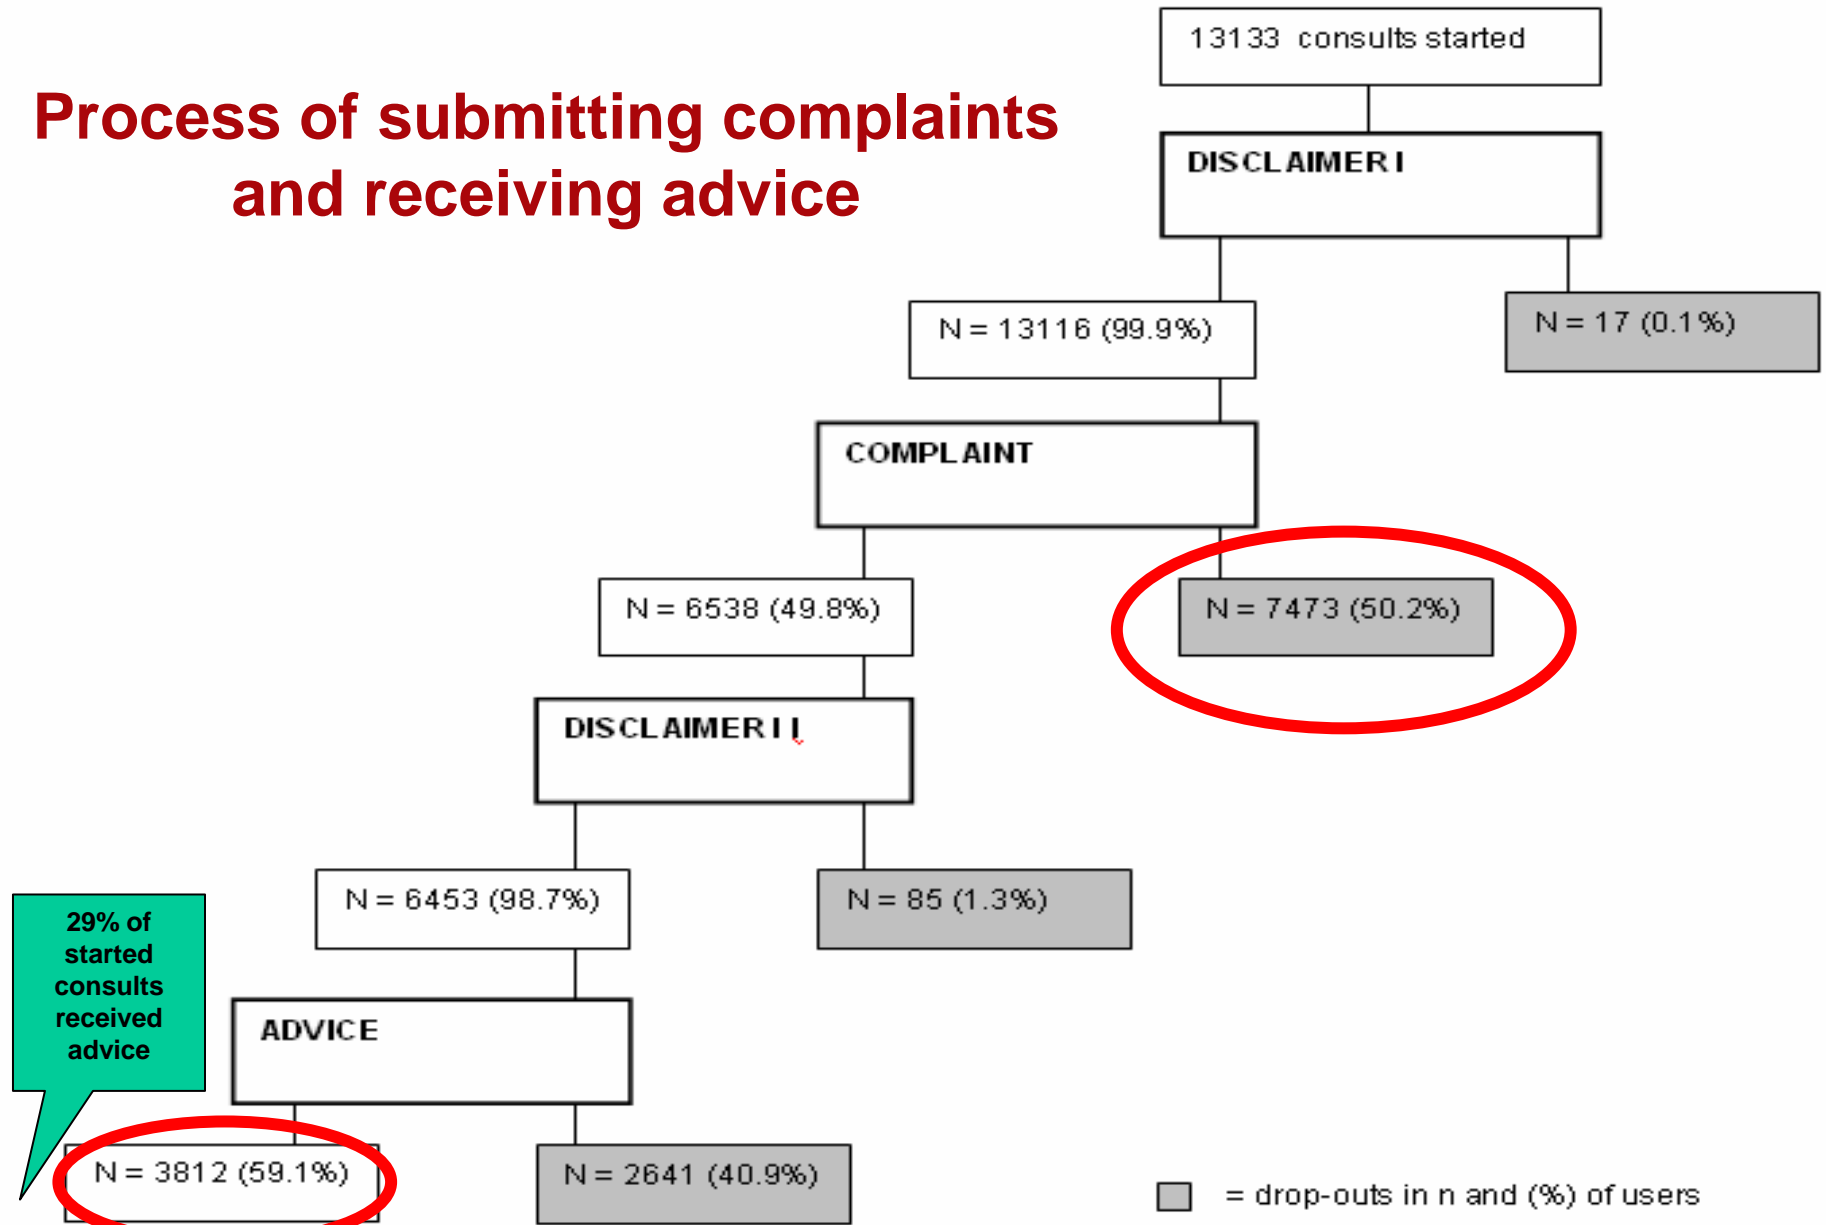 Process of submitting complaints
and receiving advice
13133 consults started
DISCLAIMER I
N = 13116 (99.9%)
N = 17 (0.1%)
COMPLAINT
N = 6538 (49.8%)
N = 7473 (50.2%)
DISCLAIMER II
N = 6453 (98.7%)
N = 85 (1.3%)
29% of
started
consults
received
advice
ADVICE
N = 3812 (59.1%)
N = 2641 (40.9%)
= drop-outs in n and (%) of users